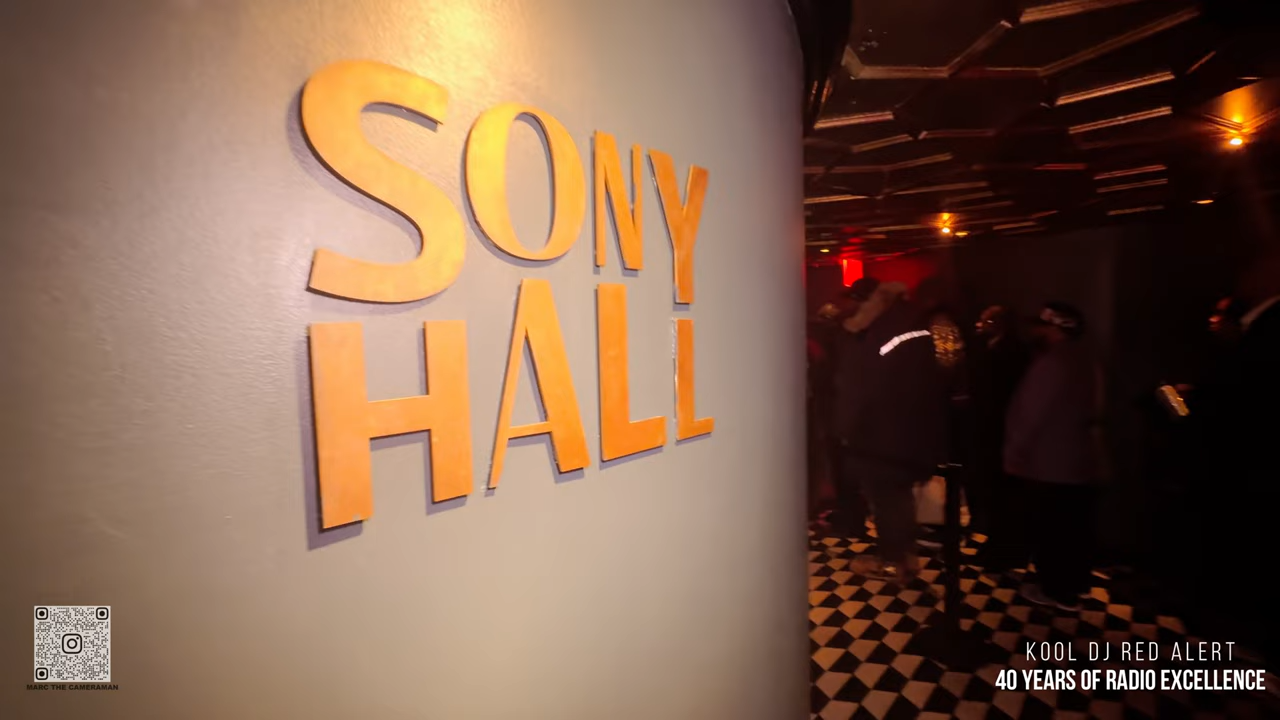 SONY
HALL
MARC THE CAMERAMAN
KOOL DJ RED ALERT
40 YEARS OF RADIO EXCELLENCE